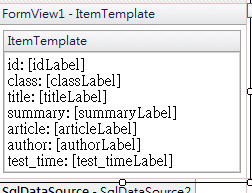 FormView1 - ItemTemplate
ItemTemplate
id: [idLabel]
class: [classLabel]
title: [titleLabel]
summary: [summaryLabel]
article: [articleLabel]
author: [authorLabel]
test_time: [test_timeLabel]
SqlDataSource - SqlDataSource2